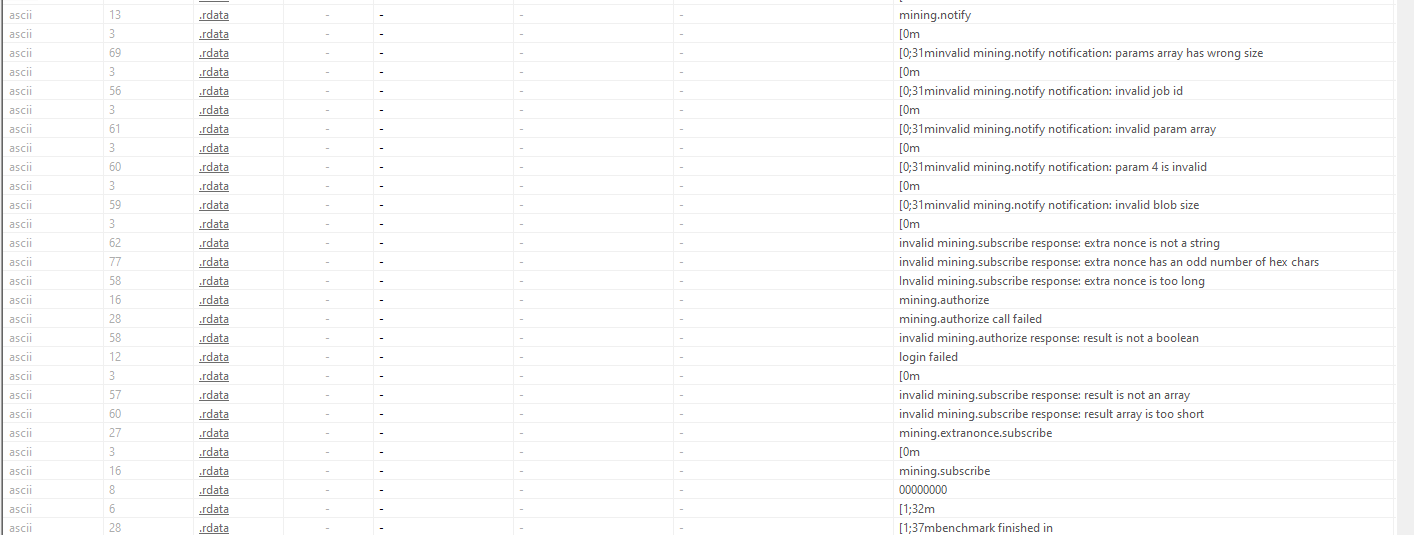 ascii 13 .rdata - - - - mining.notify
ascii 3 .rdata - - - - [0m
ascii 69 .rdata - - - - [0;31minvalid mining.notify notification: params array has wrong size
ascii 3 .rdata - - - - [0m
ascii 56 .rdata - - - - [0;31minvalid mining.notify notification: invalid job id
ascii 3 .rdata - - - - [0m
ascii 61 .rdata - - - - [0;31minvalid mining.notify notification: invalid param array
ascii 3 .rdata - - - - [0m
ascii 60 .rdata - - - - [0;31minvalid mining.notify notification: param 4 is invalid
ascii 3 .rdata - - - - [0m
ascii 59 .rdata - - - - [0;31minvalid mining.notify notification: invalid blob size
ascii 3 .rdata - - - - [0m
ascii 62 .rdata - - - - invalid mining.subscribe response: extra nonce is not a string
ascii 77 .rdata - - - - invalid mining.subscribe response: extra nonce has an odd number of hex chars
ascii 58 .rdata - - - - Invalid mining.subscribe response: extra nonce is too long
ascii 16 .rdata - - - - mining.authorize
ascii 28 .rdata - - - - mining.authorize call failed
ascii 58 .rdata - - - - invalid mining.authorize response: result is not a boolean
ascii 12 .rdata - - - - login failed
ascii 3 .rdata - - - - [0m
ascii 57 .rdata - - - - invalid mining.subscribe response: result is not an array
ascii 60 .rdata - - - - invalid mining.subscribe response: result array is too short
ascii 27 .rdata - - - - mining.extranonce.subscribe
ascii 3 .rdata - - - - [0m
ascii 16 .rdata - - - - mining.subscribe
ascii 8 .rdata - - - - 00000000
ascii 6 .rdata - - - - [1;32m
ascii 28 .rdata - - - - [1;37mbenchmark finished in